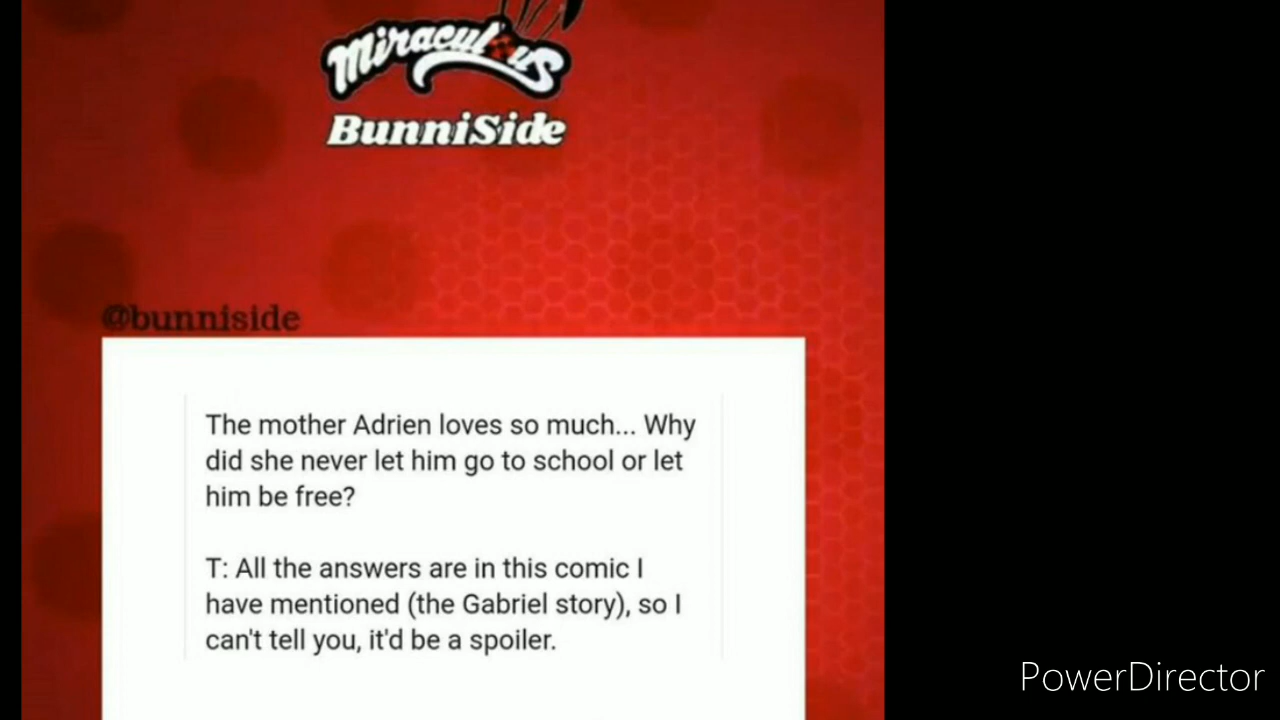 Miraculous
BunniSide
@bunniside
The mother Adrien loves so much... Why
did she never let him go to school or let
him be free?
T: All the answers are in this comic I
have mentioned (the Gabriel story), so I
can't tell you, it'd be a spoiler.
PowerDirector